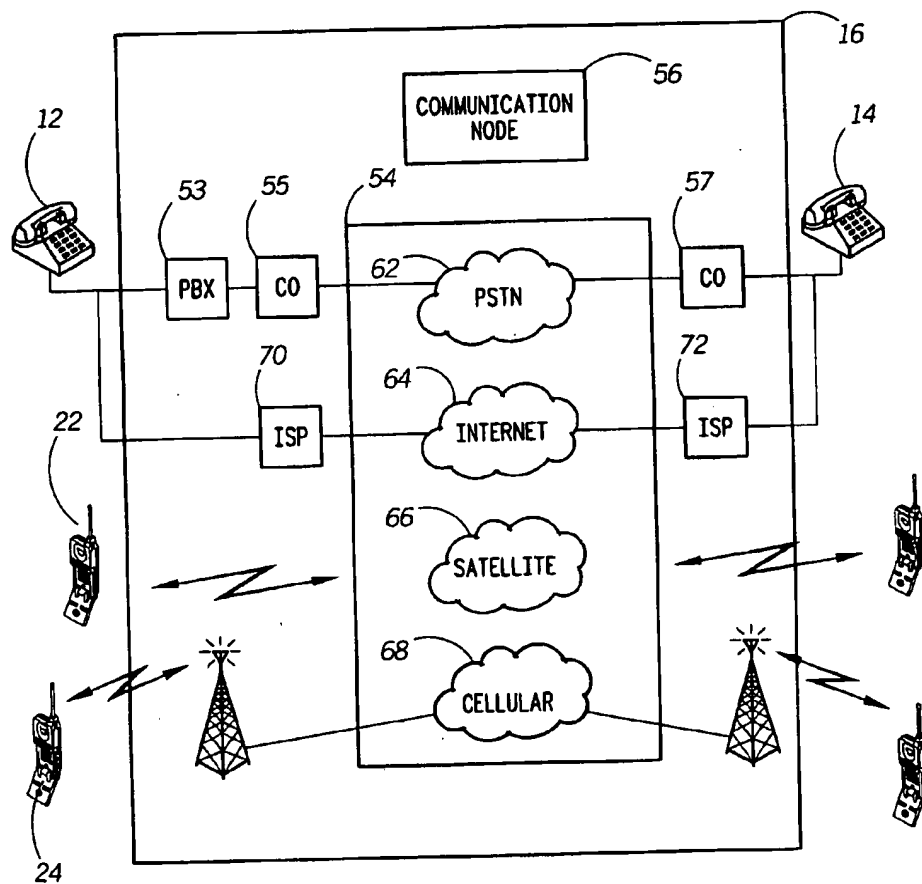 16
56
COMMUNICATION
NODE
12
14
53
55
54
57
62
PBX
CO
PSTN
CO
70
64
72
22
ISP
INTERNET
ISP
66
SATELLITE
68
CELLULAR
24